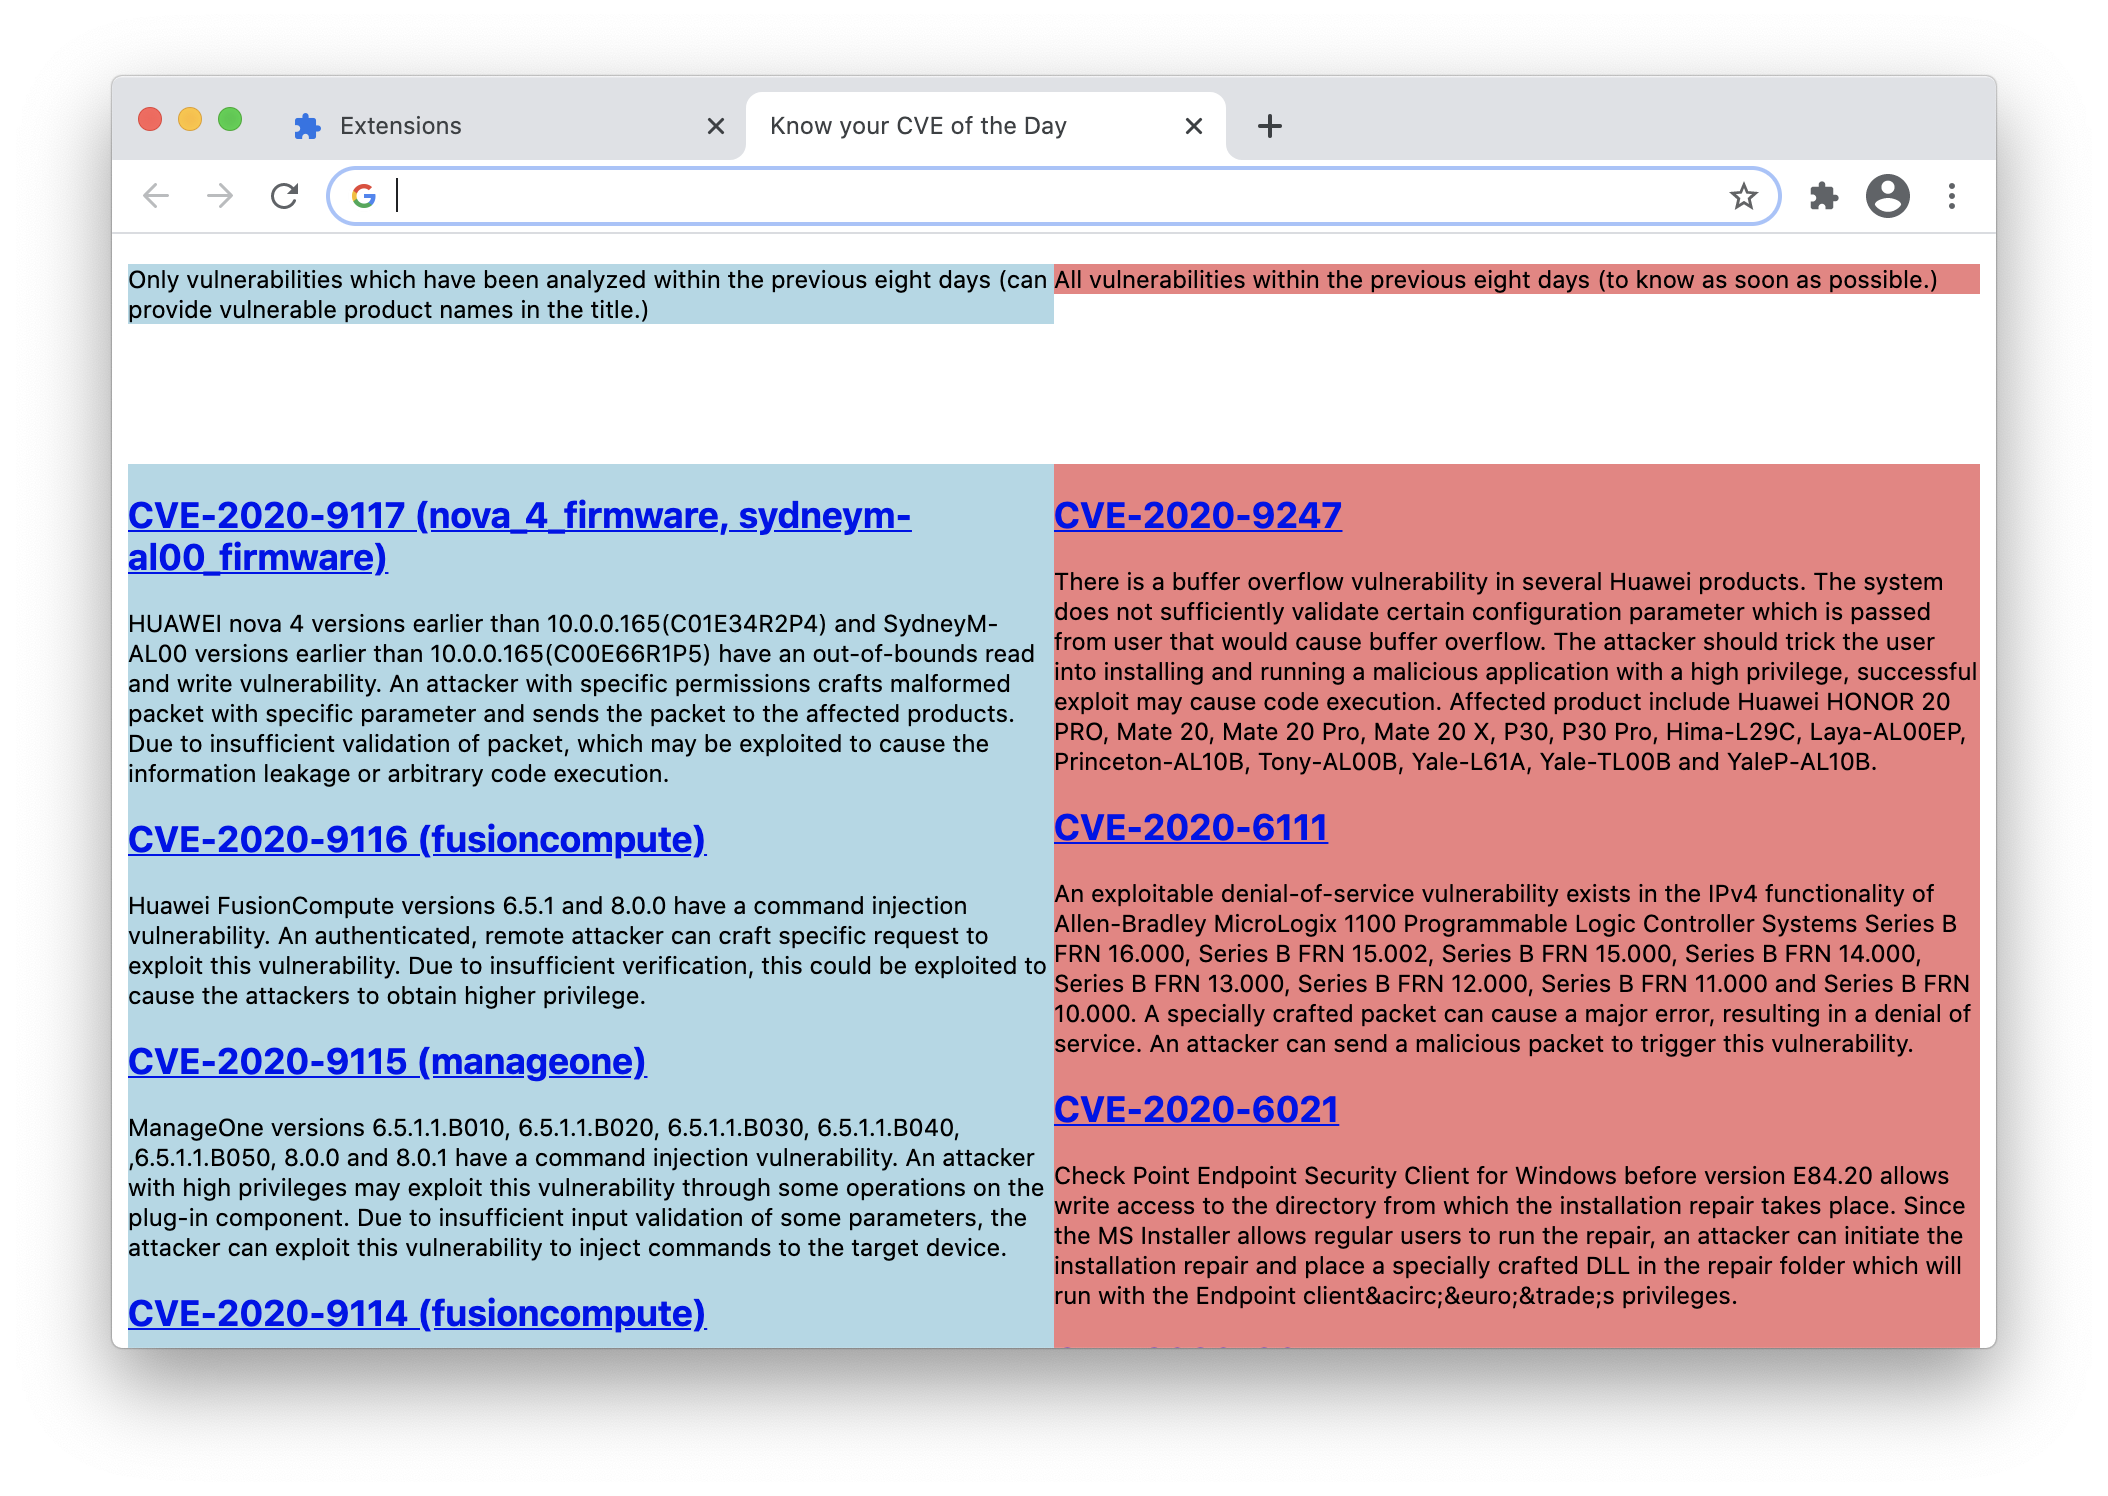 Extensions
Know your CVE of the Day
Only vulnerabilities which have been analyzed within the previous eight days (can
provide vulnerable product names in the title.)
All vulnerabilities within the previous eight days (to know as soon as possible.)
CVE-2020-9117 (nova_4_firmware, sydneym-
al00_firmware)
HUAWEI nova 4 versions earlier than 10.0.0.165(C01E34R2P4) and SydneyM-
AL00 versions earlier than 10.0.0.165(C00E66R1P5) have an out-of-bounds read
and write vulnerability. An attacker with specific permissions crafts malformed
packet with specific parameter and sends the packet to the affected products.
Due to insufficient validation of packet, which may be exploited to cause the
information leakage or arbitrary code execution.
CVE-2020-9116 (fusioncompute)
Huawei FusionCompute versions 6.5.1 and 8.0.0 have a command injection
vulnerability. An authenticated, remote attacker can craft specific request to
exploit this vulnerability. Due to insufficient verification, this could be exploited to
cause the attackers to obtain higher privilege.
CVE-2020-9115 (manageone)
ManageOne versions 6.5.1.1.B010, 6.5.1.1.B020, 6.5.1.1.B030, 6.5.1.1.B040,
,6.5.1.1.B050, 8.0.0 and 8.0.1 have a command injection vulnerability. An attacker
with high privileges may exploit this vulnerability through some operations on the
plug-in component. Due to insufficient input validation of some parameters, the
attacker can exploit this vulnerability to inject commands to the target device.
CVE-2020-9114 (fusioncompute)
CVE-2020-9247
There is a buffer overflow vulnerability in several Huawei products. The system
does not sufficiently validate certain configuration parameter which is passed
from user that would cause buffer overflow. The attacker should trick the user
into installing and running a malicious application with a high privilege, successful
exploit may cause code execution. Affected product include Huawei HONOR 20
PRO, Mate 20, Mate 20 Pro, Mate 20 X, P30, P30 Pro, Hima-L29C, Laya-AL00EP,
Princeton-AL10B, Tony-AL00B, Yale-L61A, Yale-TL00B and YaleP-AL10B.
CVE-2020-6111
An exploitable denial-of-service vulnerability exists in the IPv4 functionality of
Allen-Bradley MicroLogix 1100 Programmable Logic Controller Systems Series B
FRN 16.000, Series B FRN 15.002, Series B FRN 15.000, Series B FRN 14.000,
Series B FRN 13.000, Series B FRN 12.000, Series B FRN 11.000 and Series B FRN
10.000. A specially crafted packet can cause a major error, resulting in a denial of
service. An attacker can send a malicious packet to trigger this vulnerability.
CVE-2020-6021
Check Point Endpoint Security Client for Windows before version E84.20 allows
write access to the directory from which the installation repair takes place. Since
the MS Installer allows regular users to run the repair, an attacker can initiate the
installation repair and place a specially crafted DLL in the repair folder which will
run with the Endpoint client&acirc;&euro;&trade;s privileges.